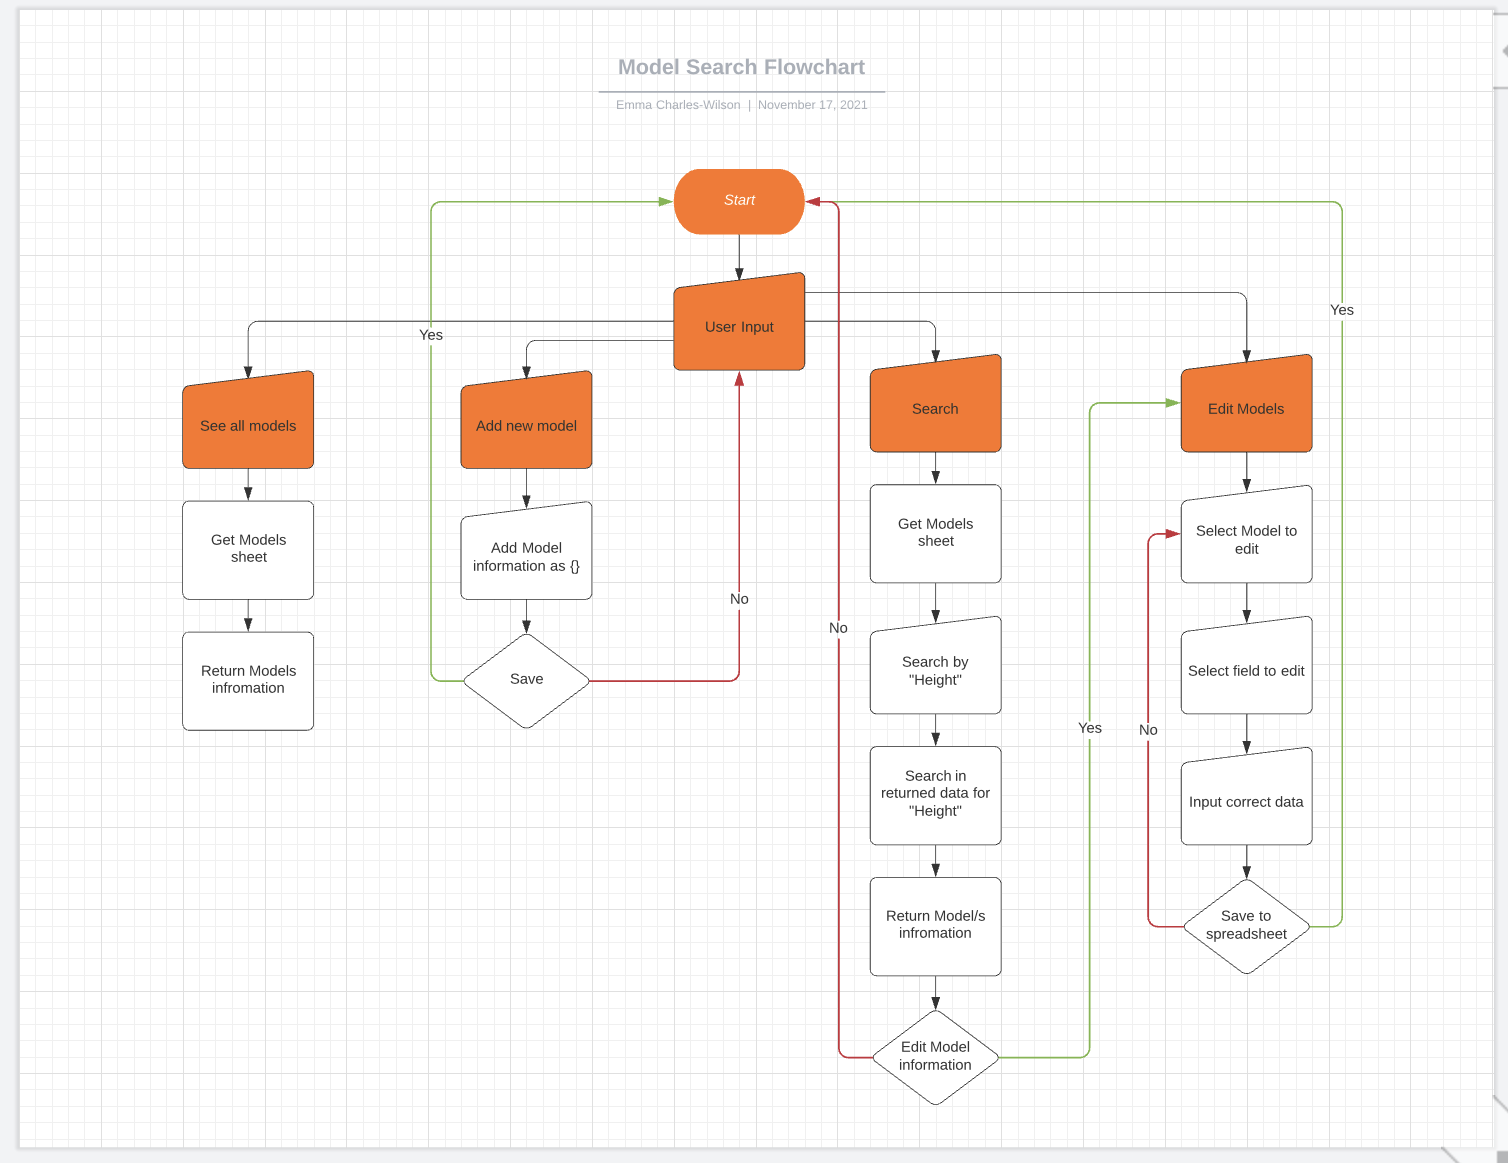 Model Search Flowchart
Emma Charles-Wilson | November 17, 2021
Start
User Input
Yes
Yes
See all models
Add new model
Search
Edit Models
Get Models
sheet
Add Model
information as {}
Get Models
sheet
Select Model to
edit
No
No
Return Models
infromation
Save
Search by
"Height"
Select field to edit
Yes
No
Search in
returned data for
"Height"
Input correct data
Return Model/s
infromation
Save to
spreadsheet
Edit Model
information